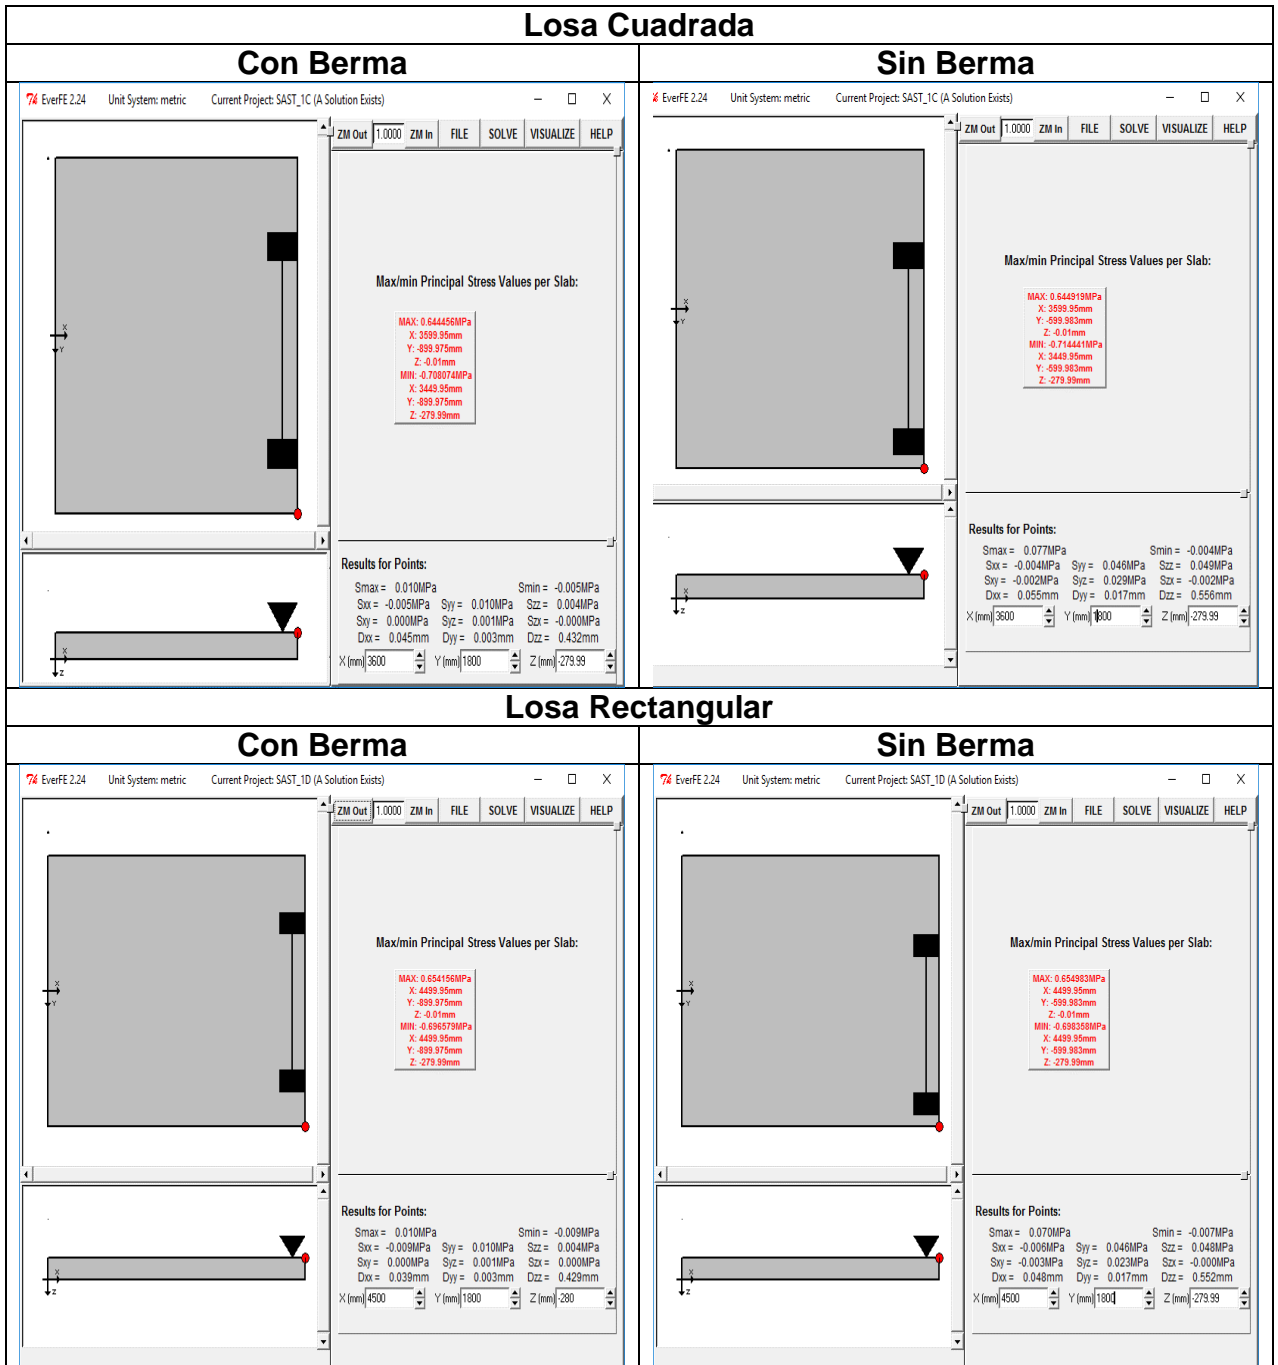 Losa Cuadrada
Con Berma
Sin Berma
EverFE 2.24 Unit System: metric Current Project: SAST_1C (A Solution Exists)
ZM Out 1.0000 ZM In FILE SOLVE VISUALIZE HELP
X
Y
Max/min Principal Stress Values per Slab:
MAX: 0.644456MPa
X: 3599.95mm
Y: -899.975mm
Z: -0.01mm
MIN: -0.708074MPa
X: 3449.95mm
Y: -899.975mm
Z: -279.99mm
X
Z
Results for Points:
Smax = 0.010MPa Smin = -0.005MPa
Sxx = -0.005MPa Syy = 0.010MPa Szz = 0.004MPa
Sxy = 0.000MPa Syz = 0.001MPa Szx = -0.000MPa
Dxx = 0.045mm Dyy = 0.003mm Dzz = 0.432mm
X (mm) 3600 Y (mm) 1800 Z (mm) -279.99
EverFE 2.24 Unit System: metric Current Project: SAST_1C (A Solution Exists)
ZM Out 1.0000 ZM In FILE SOLVE VISUALIZE HELP
X
Y
Max/min Principal Stress Values per Slab:
MAX: 0.644919MPa
X: 3599.95mm
Y: -599.983mm
Z: -0.01mm
MIN: -0.714441MPa
X: 3449.95mm
Y: -599.983mm
Z: -279.99mm
X
Z
Results for Points:
Smax = 0.077MPa Smin = -0.004MPa
Sxx = -0.004MPa Syy = 0.046MPa Szz = 0.049MPa
Sxy = -0.002MPa Syz = 0.029MPa Szx = -0.002MPa
Dxx = 0.055mm Dyy = 0.017mm Dzz = 0.556mm
X (mm) 3600 Y (mm) 1800 Z (mm) -279.99
Losa Rectangular
Con Berma
Sin Berma
EverFE 2.24 Unit System: metric Current Project: SAST_1D (A Solution Exists)
ZM Out 1.0000 ZM In FILE SOLVE VISUALIZE HELP
X
Y
Max/min Principal Stress Values per Slab:
MAX: 0.654156MPa
X: 4499.95mm
Y: -899.975mm
Z: -0.01mm
MIN: -0.696579MPa
X: 4499.95mm
Y: -899.975mm
Z: -279.99mm
X
Z
Results for Points:
Smax = 0.010MPa Smin = -0.009MPa
Sxx = -0.009MPa Syy = 0.010MPa Szz = 0.004MPa
Sxy = 0.000MPa Syz = 0.001MPa Szx = 0.000MPa
Dxx = 0.039mm Dyy = 0.003mm Dzz = 0.429mm
X (mm) 4500 Y (mm) 1800 Z (mm) -280
EverFE 2.24 Unit System: metric Current Project: SAST_1D (A Solution Exists)
ZM Out 1.0000 ZM In FILE SOLVE VISUALIZE HELP
X
Y
Max/min Principal Stress Values per Slab:
MAX: 0.654983MPa
X: 4499.95mm
Y: -599.983mm
Z: -0.01mm
MIN: -0.698358MPa
X: 4499.95mm
Y: -599.983mm
Z: -279.99mm
X
Z
Results for Points:
Smax = 0.070MPa Smin = -0.007MPa
Sxx = -0.006MPa Syy = 0.046MPa Szz = 0.048MPa
Sxy = -0.003MPa Syz = 0.023MPa Szx = -0.000MPa
Dxx = 0.048mm Dyy = 0.017mm Dzz = 0.552mm
X (mm) 4500 Y (mm) 1800 Z (mm) -279.99